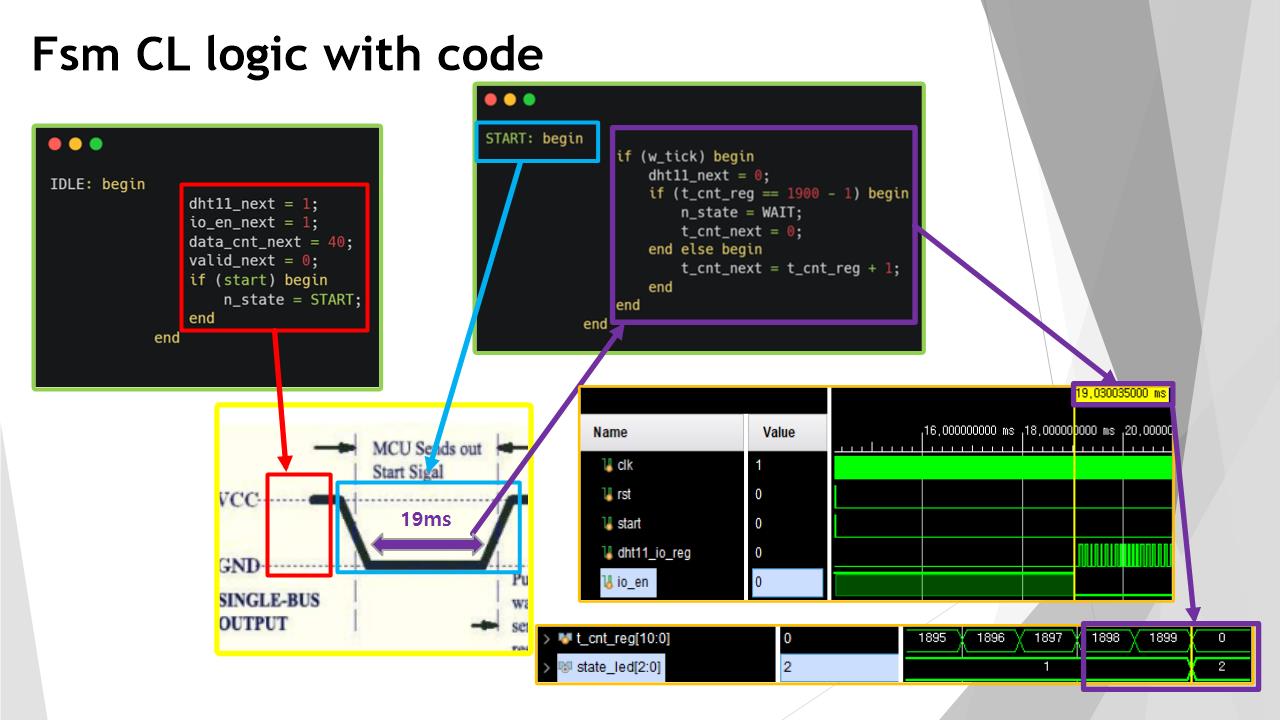 Fsm CL logic with code
IDLE: begin
dht11_next = 1;
io_en_next = 1;
data_cnt_next = 40;
valid_next = 0;
if (start) begin
n_state = START;
end
end
START: begin
if (w_tick) begin
dht11_next = 0;
if (t_cnt_reg == 1900 - 1) begin
n_state = WAIT;
t_cnt_next = 0;
end else begin
t_cnt_next = t_cnt_reg + 1;
end
end
end
MCU Sends out
Start Sigal
VCC
19ms
GND
SINGLE-BUS
OUTPUT
Pu
wa
se
19,030035000 ms
Name Value 16,000000000 ms 18,000000000 ms 20,00000
clk 1
rst 0
start 0
dht11_io_reg 0
io_en 0
t_cnt_reg[10:0] 0 1895 1896 1897 1898 1899 0
state_led[2:0] 2 1 2